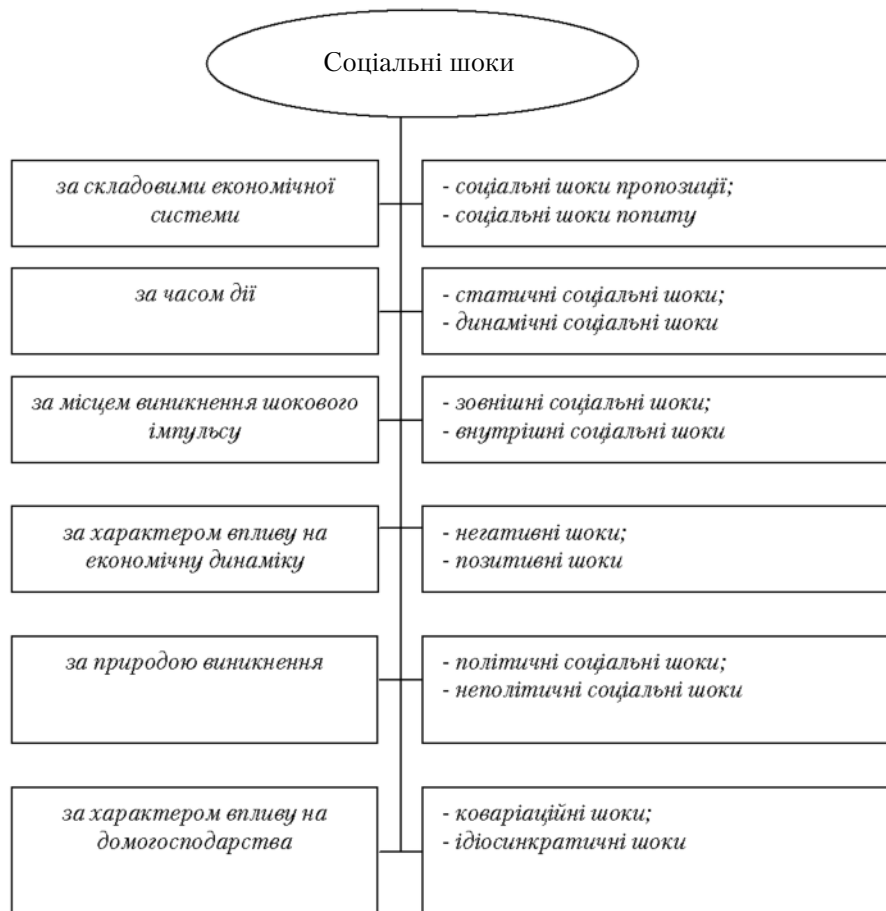 Соціальні шоки
за складовими економічної
системи
- соціальні шоки пропозиції;
- соціальні шоки попиту
за часом дії
- статичні соціальні шоки;
- динамічні соціальні шоки
за місцем виникнення шокового
імпульсу
- зовнішні соціальні шоки;
- внутрішні соціальні шоки
за характером впливу на
економічну динаміку
- негативні шоки;
- позитивні шоки
за природою виникнення
- політичні соціальні шоки;
- неполітичні соціальні шоки
за характером впливу на
домогосподарства
- коваріаційні шоки;
- ідіосинкратичні шоки